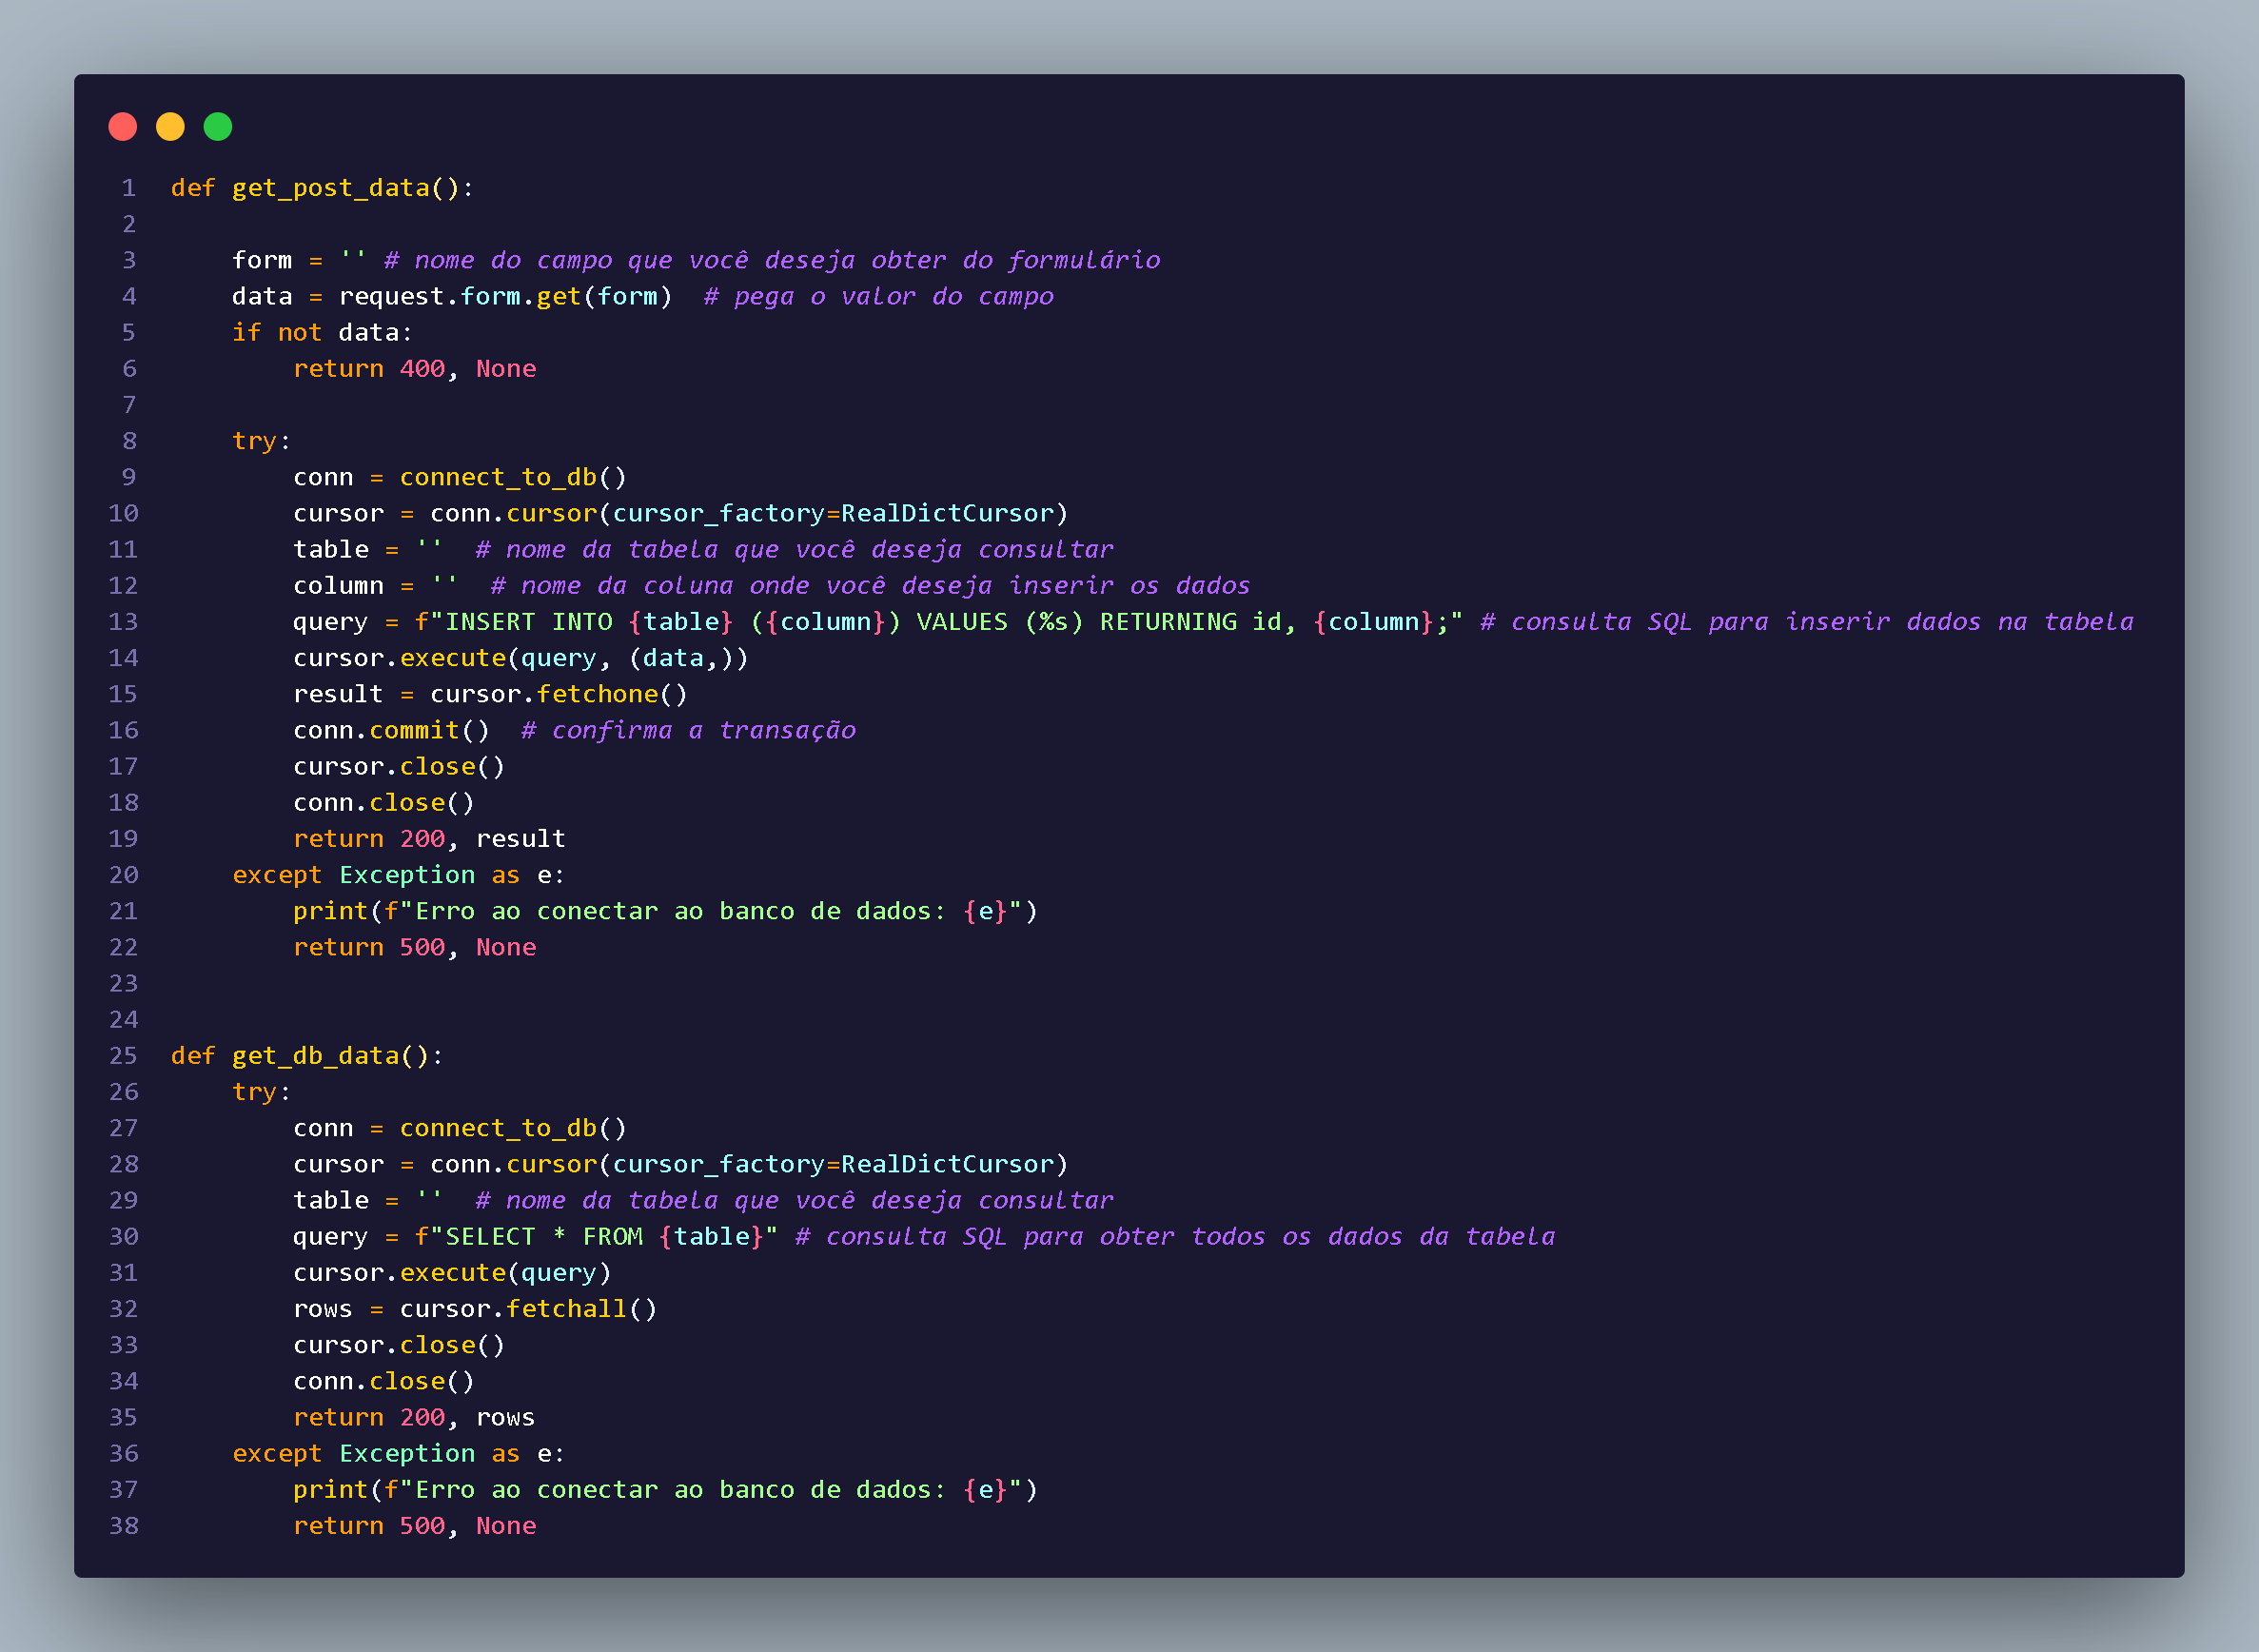 1 def get_post_data():
2
3     form = '' # nome do campo que você deseja obter do formulário
4     data = request.form.get(form)  # pega o valor do campo
5     if not data:
6         return 400, None
7
8     try:
9         conn = connect_to_db()
10         cursor = conn.cursor(cursor_factory=RealDictCursor)
11         table = ''  # nome da tabela que você deseja consultar
12         column = ''  # nome da coluna onde você deseja inserir os dados
13         query = f"INSERT INTO {table} ({column}) VALUES (%s) RETURNING id, {column};" # consulta SQL para inserir dados na tabela
14         cursor.execute(query, (data,))
15         result = cursor.fetchone()
16         conn.commit()  # confirma a transação
17         cursor.close()
18         conn.close()
19         return 200, result
20     except Exception as e:
21         print(f"Erro ao conectar ao banco de dados: {e}")
22         return 500, None
23
24
25 def get_db_data():
26     try:
27         conn = connect_to_db()
28         cursor = conn.cursor(cursor_factory=RealDictCursor)
29         table = ''  # nome da tabela que você deseja consultar
30         query = f"SELECT * FROM {table}" # consulta SQL para obter todos os dados da tabela
31         cursor.execute(query)
32         rows = cursor.fetchall()
33         cursor.close()
34         conn.close()
35         return 200, rows
36     except Exception as e:
37         print(f"Erro ao conectar ao banco de dados: {e}")
38         return 500, None